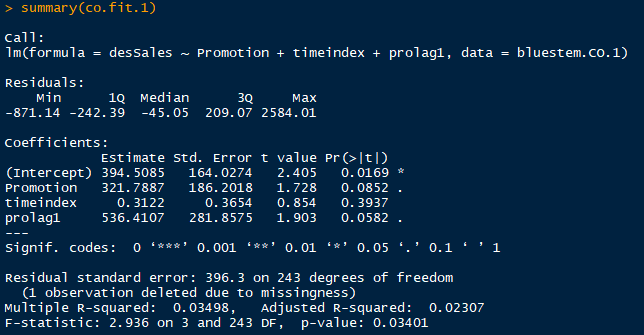 > summary(co.fit.1)
Call:
lm(formula = desSales ~ Promotion + timeindex + prolag1, data = bluestem.CO.1)
Residuals:
    Min      1Q  Median      3Q     Max
-871.14 -242.39  -45.05  209.07 2584.01
Coefficients:
            Estimate Std. Error t value Pr(>|t|)
(Intercept) 394.5085   164.0274   2.405   0.0169 *
Promotion   321.7887   186.2018   1.728   0.0852 .
timeindex     0.3122     0.3654   0.854   0.3937
prolag1     536.4107   281.8575   1.903   0.0582 .
---
Signif. codes:  0 ‘***’ 0.001 ‘**’ 0.01 ‘*’ 0.05 ‘.’ 0.1 ‘ ’ 1
Residual standard error: 396.3 on 243 degrees of freedom
  (1 observation deleted due to missingness)
Multiple R-squared:  0.03498,   Adjusted R-squared:  0.02307
F-statistic: 2.936 on 3 and 243 DF,  p-value: 0.03401